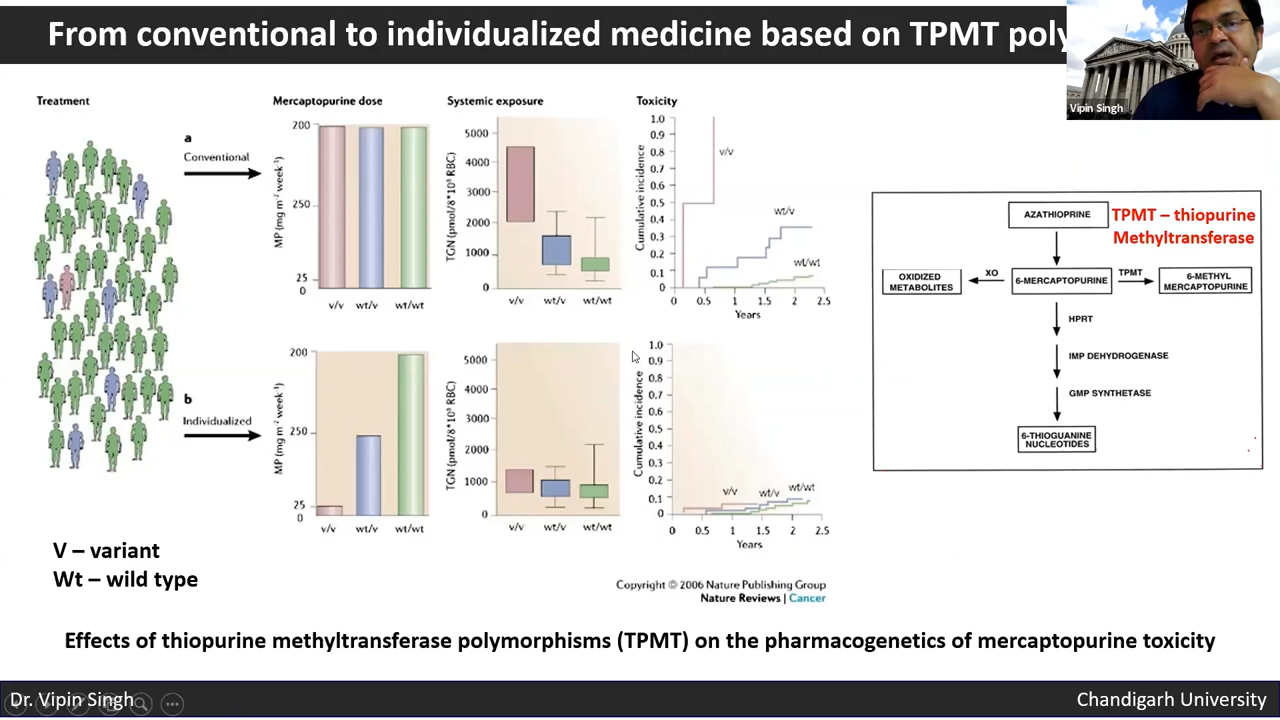 From conventional to individualized medicine based on TPMT poly
Vipin Singh
Treatment
Mercaptopurine dose
Systemic exposure
Toxicity
a
Conventional
MP (mg m⁻² week⁻¹)
200
250
25
0
v/v
wt/v
wt/wt
TGN (pmol/8*10⁸ RBC)
5000
4000
3000
2000
1000
0
v/v
wt/v
wt/wt
Cumulative incidence
1.0
0.9
0.8
0.7
0.6
0.5
0.4
0.3
0.2
0.1
0
v/v
wt/v
wt/wt
0 0.5 1 1.5 2 2.5
Years
b
Individualized
MP (mg m⁻² week⁻¹)
200
250
25
0
v/v
wt/v
wt/wt
TGN (pmol/8*10⁸ RBC)
5000
4000
3000
2000
1000
0
v/v
wt/v
wt/wt
Cumulative incidence
1.0
0.9
0.8
0.7
0.6
0.5
0.4
0.3
0.2
0.1
0
v/v
wt/v
wt/wt
0 0.5 1 1.5 2 2.5
Years
Copyright © 2006 Nature Publishing Group
Nature Reviews | Cancer
AZATHIOPRINE
TPMT – thiopurine
Methyltransferase
OXIDIZED
METABOLITES
XO
6-MERCAPTOPURINE
TPMT
6-METHYL
MERCAPTOPURINE
HPRT
IMP DEHYDROGENASE
GMP SYNTHETASE
6-THIOGUANINE
NUCLEOTIDES
V – variant
Wt – wild type
Effects of thiopurine methyltransferase polymorphisms (TPMT) on the pharmacogenetics of mercaptopurine toxicity
Dr. Vipin Singh
Chandigarh University